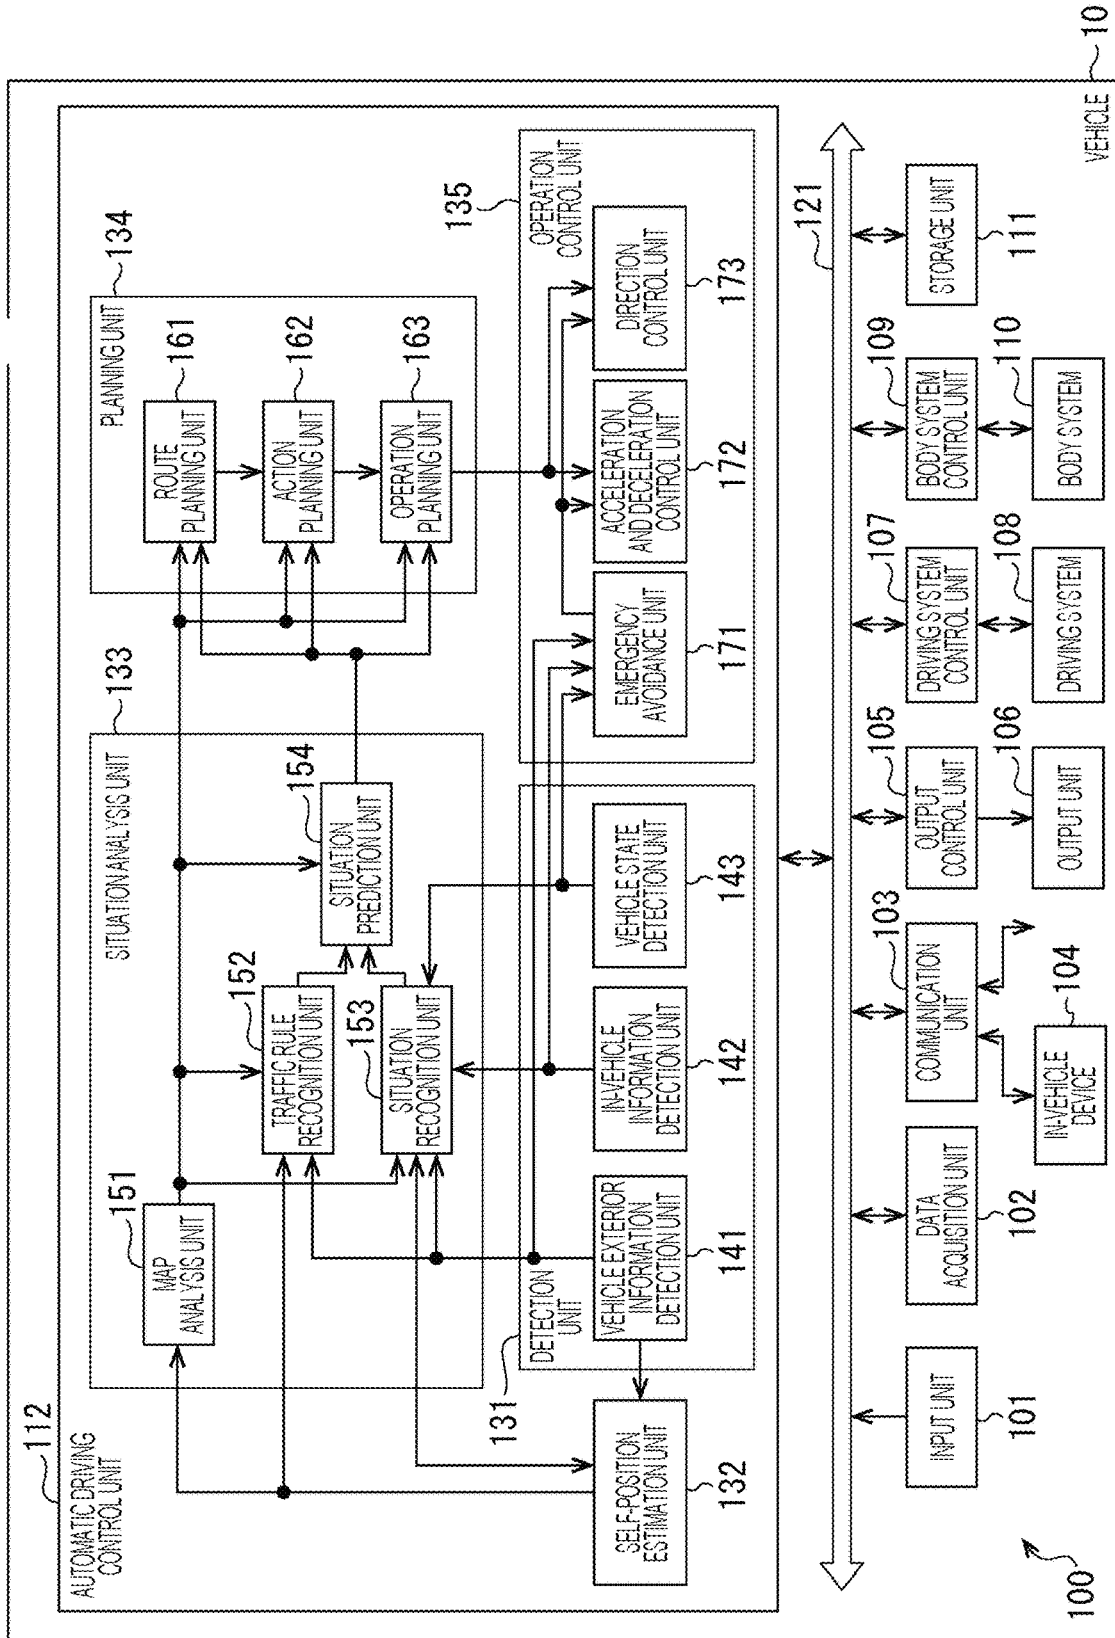 112
AUTOMATIC DRIVING
CONTROL UNIT
SITUATION ANALYSIS UNIT
133
151
MAP
ANALYSIS UNIT
152
TRAFFIC RULE
RECOGNITION UNIT
153
SITUATION
RECOGNITION UNIT
154
SITUATION
PREDICTION UNIT
PLANNING UNIT
134
161
ROUTE
PLANNING UNIT
162
ACTION
PLANNING UNIT
163
OPERATION
PLANNING UNIT
SELF-POSITION
ESTIMATION UNIT
132
131
DETECTION
UNIT
VEHICLE EXTERIOR
INFORMATION
DETECTION UNIT
141
IN-VEHICLE
INFORMATION
DETECTION UNIT
142
VEHICLE STATE
DETECTION UNIT
143
135
OPERATION
CONTROL UNIT
EMERGENCY
AVOIDANCE UNIT
171
ACCELERATION
AND DECELERATION
CONTROL UNIT
172
DIRECTION
CONTROL UNIT
173
121
INPUT UNIT
101
DATA
ACQUISITION UNIT
102
103
COMMUNICATION
UNIT
104
IN-VEHICLE
DEVICE
105
OUTPUT
CONTROL UNIT
106
OUTPUT UNIT
107
DRIVING SYSTEM
CONTROL UNIT
108
DRIVING SYSTEM
109
BODY SYSTEM
CONTROL UNIT
110
BODY SYSTEM
STORAGE UNIT
111
100
VEHICLE
10